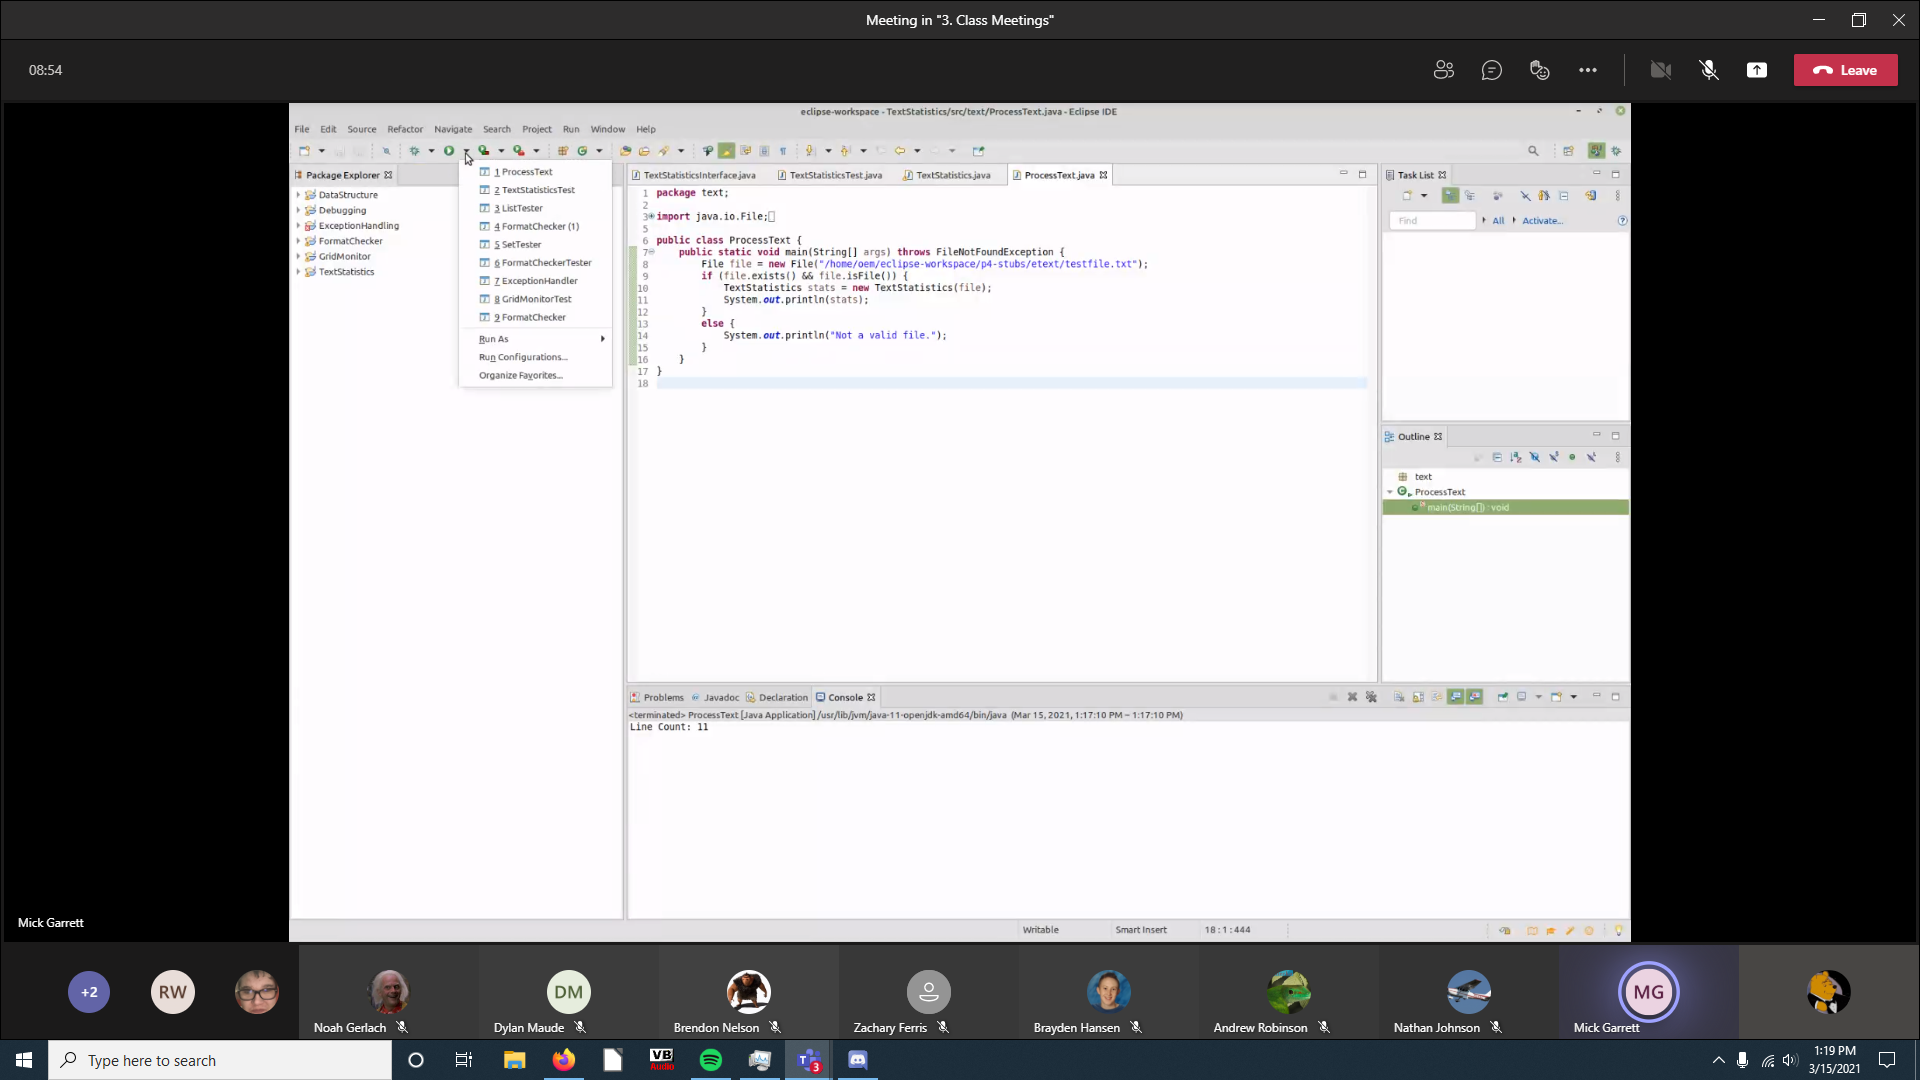 Meeting in "3. Class Meetings"
08:54
Leave
eclipse-workspace - TextStatistics/src/text/ProcessText.java - Eclipse IDE
File Edit Source Refactor Navigate Search Project Run Window Help
Package Explorer
DataStructure
Debugging
ExceptionHandling
FormatChecker
GridMonitor
TextStatistics
1 ProcessText
2 TextStatisticsTest
3 ListTester
4 FormatChecker (1)
5 SetTester
6 FormatCheckerTester
7 ExceptionHandler
8 GridMonitorTest
9 FormatChecker
Run As
Run Configurations...
Organize Favorites...
TextStatisticsInterface.java TextStatisticsTest.java TextStatistics.java ProcessText.java
1 package text;
2
3 import java.io.File;
5
6 public class ProcessText {
7 public static void main(String[] args) throws FileNotFoundException {
8 File file = new File("/home/oem/eclipse-workspace/p4-stubs/etext/testfile.txt");
9 if (file.exists() && file.isFile()) {
10 TextStatistics stats = new TextStatistics(file);
11 System.out.println(stats);
12 }
13 else {
14 System.out.println("Not a valid file.");
15 }
16 }
17 }
18
Task List
Find All Activate...
Outline
text
ProcessText
main(String[]) : void
Problems Javadoc Declaration Console
<terminated> ProcessText [Java Application] /usr/lib/jvm/java-11-openjdk-amd64/bin/java (Mar 15, 2021, 1:17:10 PM – 1:17:10 PM)
Line Count: 11
Writable Smart Insert 18 : 1 : 444
Mick Garrett
+2 RW DM MG
Noah Gerlach Dylan Maude Brendon Nelson Zachary Ferris Brayden Hansen Andrew Robinson Nathan Johnson Mick Garrett
Type here to search
VB
Audio
T
3
1:19 PM
3/15/2021